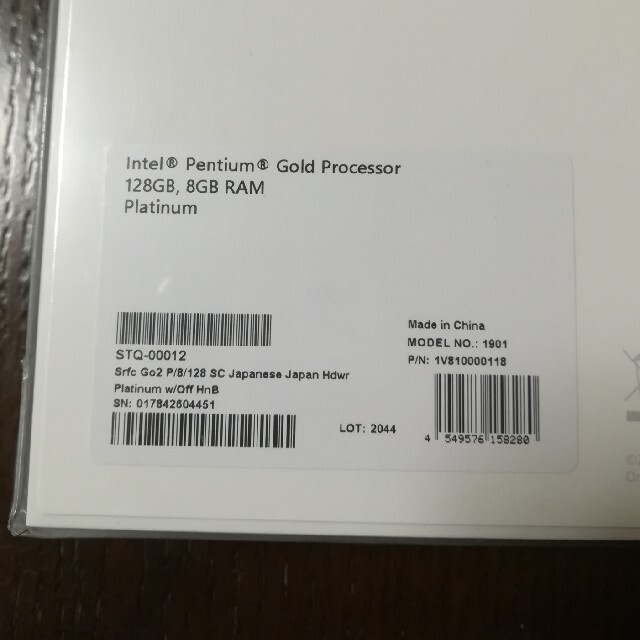 Intel® Pentium® Gold Processor
128GB, 8GB RAM
Platinum
STQ-00012
Srfc Go2 P/8/128 SC Japanese Japan Hdwr
Platinum w/Off HnB
SN: 017842604451
LOT: 2044
Made in China
MODEL NO.: 1901
P/N: 1V810000118
4 549576 158280